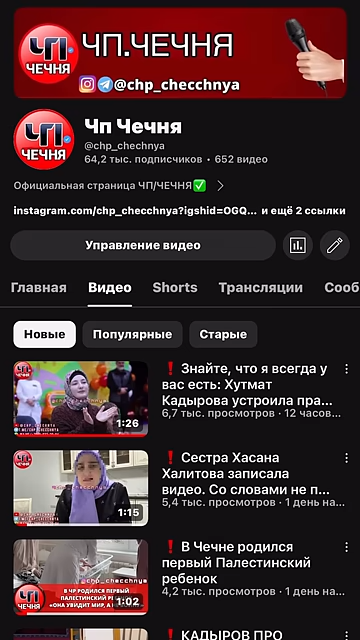 ЧП
ЧЕЧНЯ
ЧП.ЧЕЧНЯ
@chp_checchnya
ЧП
ЧЕЧНЯ
Чп Чечня
@chp_chechnya
64,2 тыс. подписчиков • 652 видео
Официальная страница ЧП/ЧЕЧНЯ✅
instagram.com/chp_checchnya?igshid=OGQ... и ещё 2 ссылки
Управление видео
Главная Видео Shorts Трансляции Сооб
Новые Популярные Старые
1:26
❗ Знайте, что я всегда у
вас есть: Хутмат
Кадырова устроила пра...
6,7 тыс. просмотров • 12 часов...
1:15
❗ Сестра Хасана
Халитова записала
видео. Со словами не п...
5,4 тыс. просмотров • 1 день на...
@chp_checchnya
В ЧР РОДИЛСЯ ПЕРВЫЙ
«ОНА УВИДИТ МИР, А
1:02
❗ В Чечне родился
первый Палестинский
ребенок
4,2 тыс. просмотров • 1 день на...
❗ КАДЫРОВ ПРО